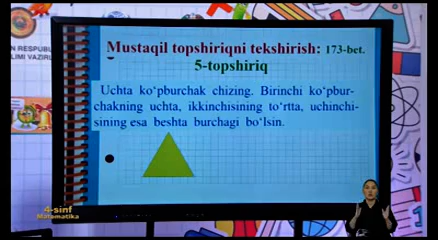 Mustaqil topshiriqni tekshirish: 173-bet.
5-topshiriq
Uchta ko‘pburchak chizing. Birinchi ko‘pbur-
chakning uchta, ikkinchisining to‘rtta, uchinchi-
sining esa beshta burchagi bo‘lsin.
4-sinf
Matematika